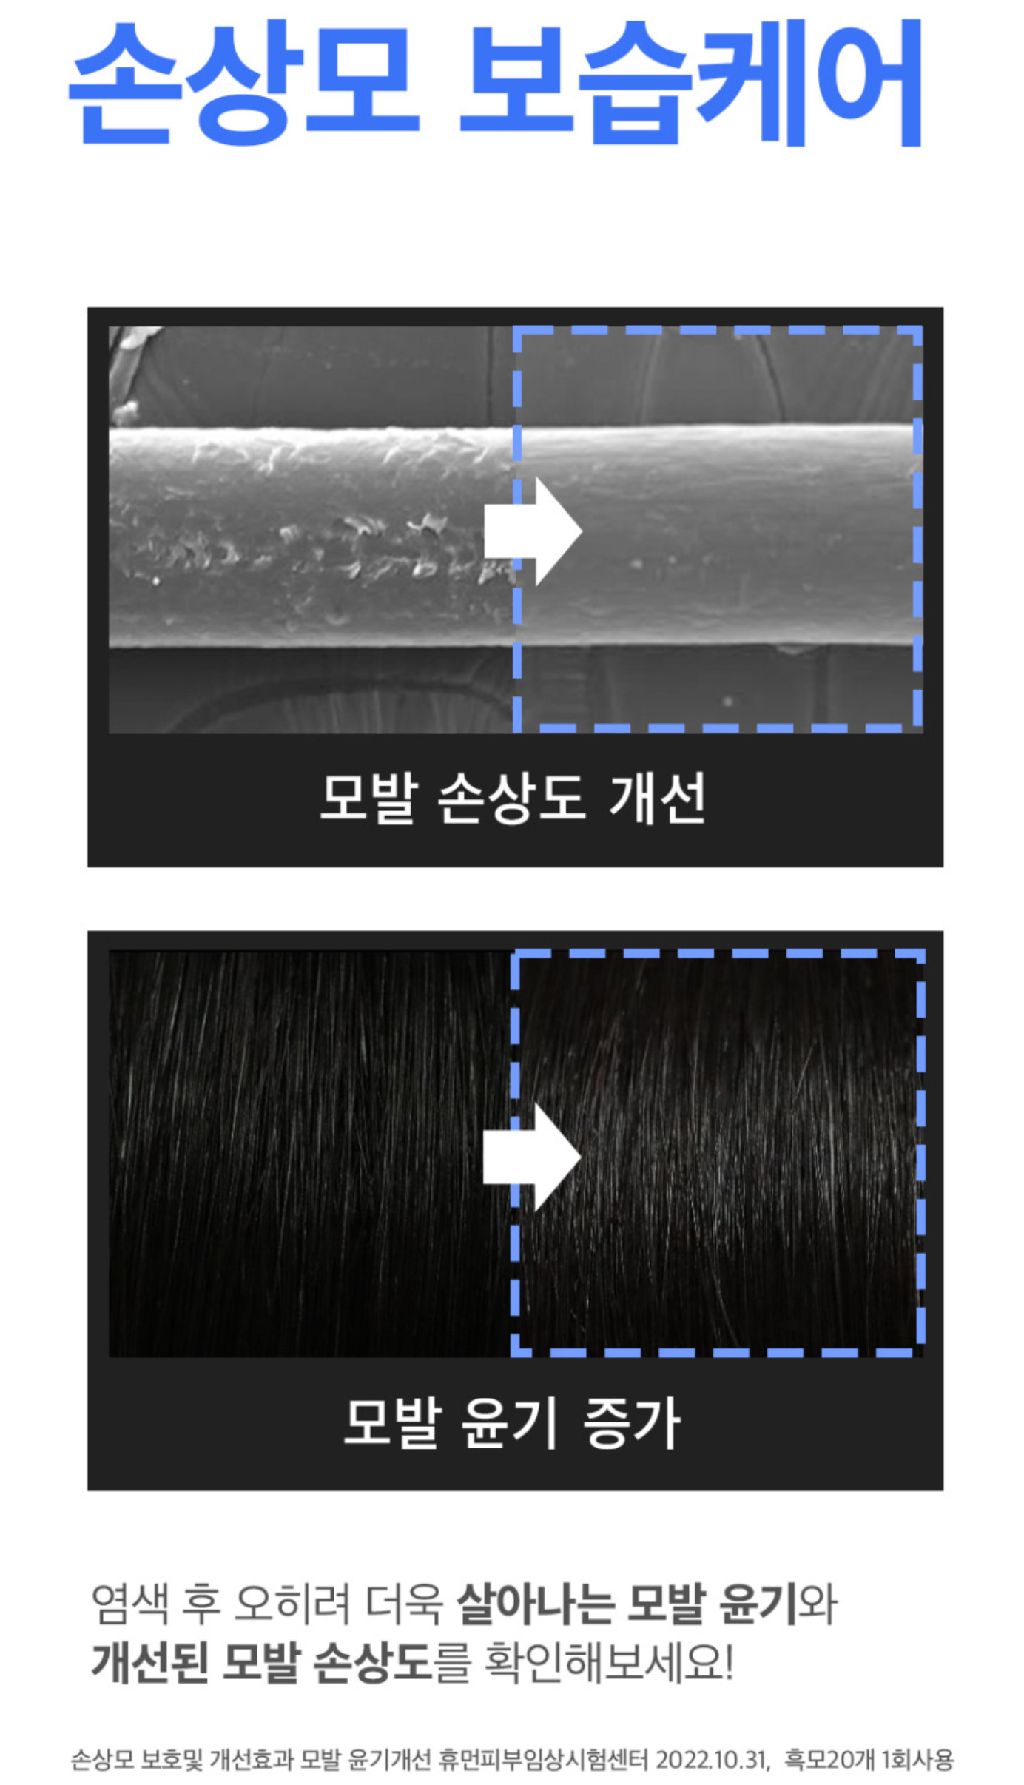 손상모 보습케어
모발 손상도 개선
모발 윤기 증가
염색 후 오히려 더욱 살아나는 모발 윤기와
개선된 모발 손상도를 확인해보세요!
손상모 보호및 개선효과 모발 윤기개선 휴먼피부임상시험센터 2022.10.31, 흑모20개 1회사용